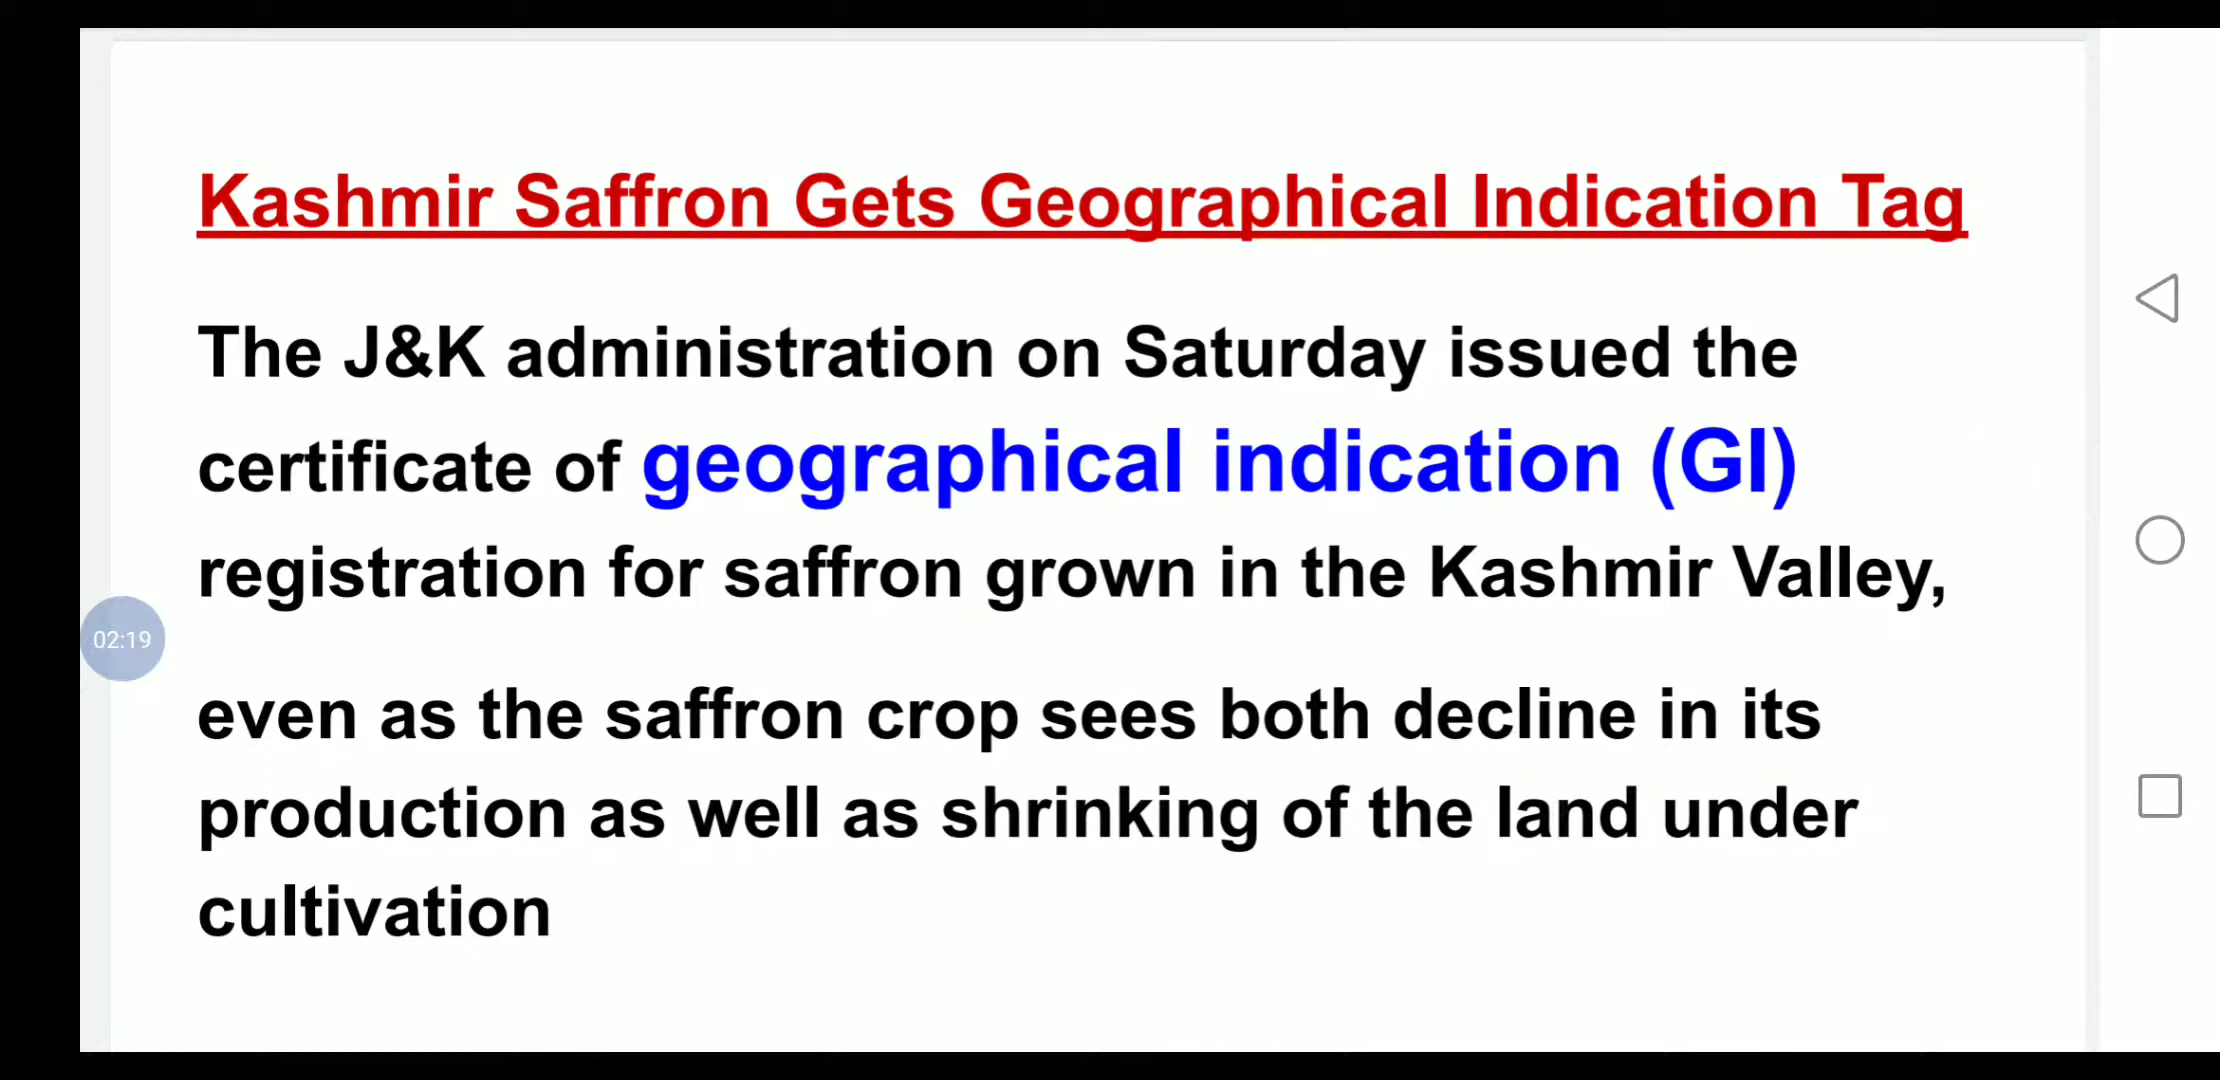 Kashmir Saffron Gets Geographical Indication Tag
The J&K administration on Saturday issued the
certificate of geographical indication (GI)
registration for saffron grown in the Kashmir Valley,
02:19
even as the saffron crop sees both decline in its
production as well as shrinking of the land under
cultivation